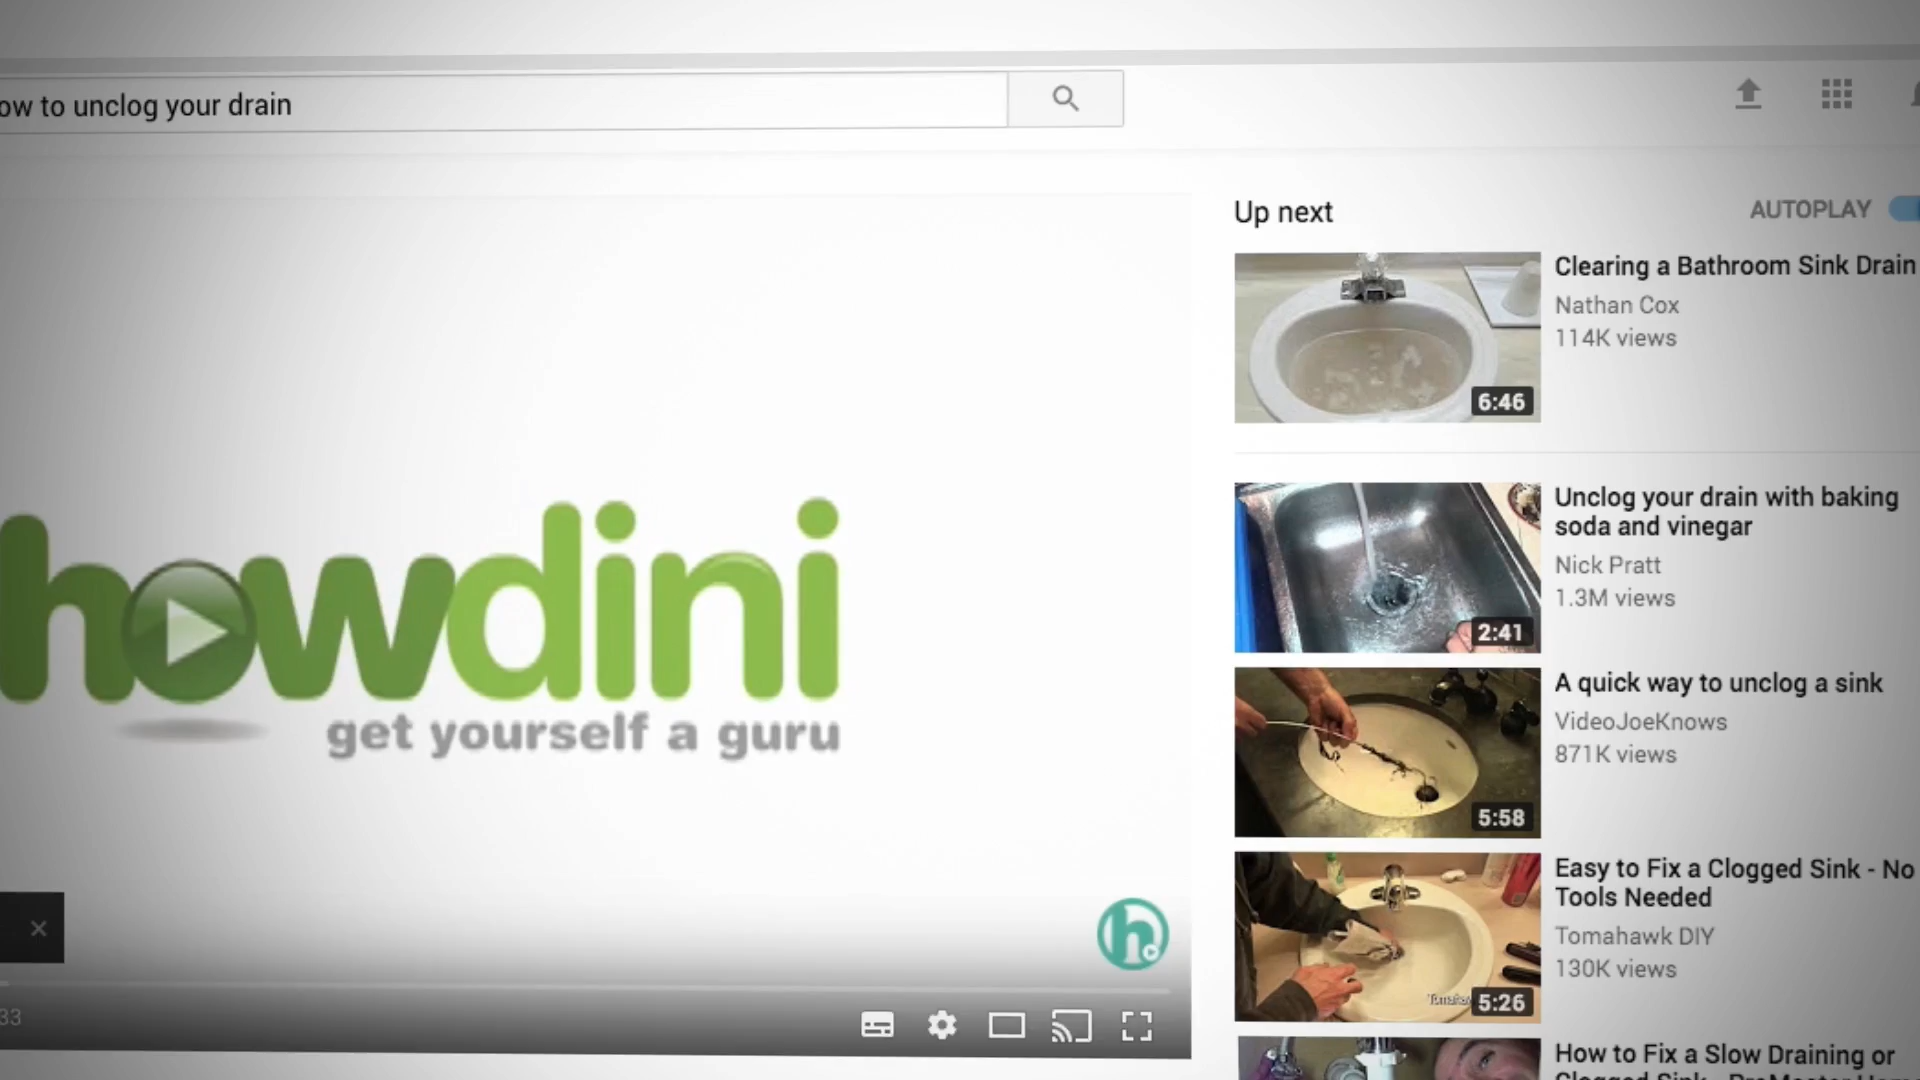 ow to unclog your drain
Up next
AUTOPLAY
Clearing a Bathroom Sink Drain
Nathan Cox
114K views
6:46
Unclog your drain with baking
soda and vinegar
Nick Pratt
1.3M views
2:41
A quick way to unclog a sink
VideoJoeKnows
871K views
5:58
Easy to Fix a Clogged Sink - No
Tools Needed
Tomahawk DIY
130K views
5:26
How to Fix a Slow Draining or
howdini
get yourself a guru
h
33